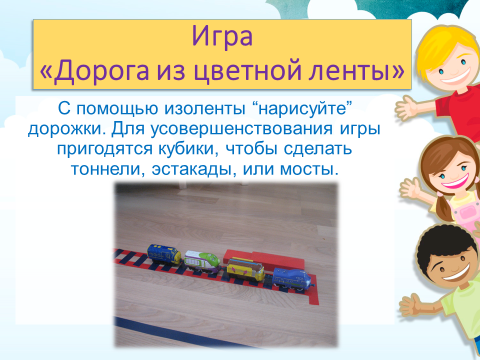 Игра
«Дорога из цветной ленты»
С помощью изоленты “нарисуйте”
дорожки. Для усовершенствования игры
пригодятся кубики, чтобы сделать
тоннели, эстакады, или мосты.